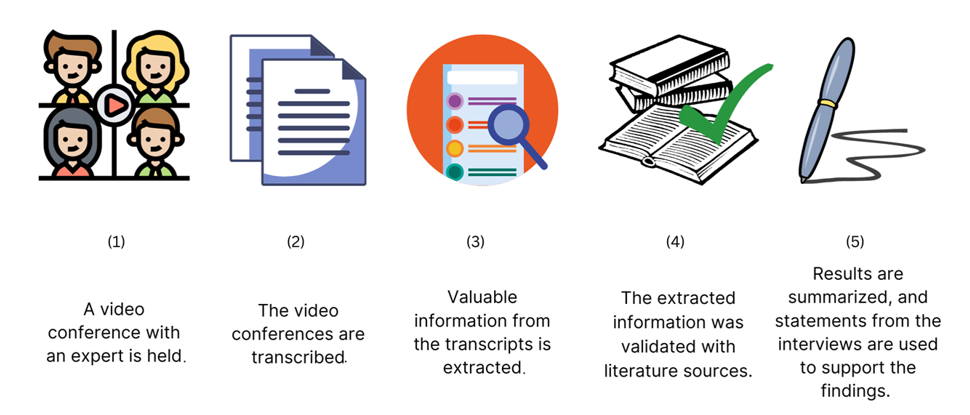 (1)
A video
conference with
an expert is held.
(2)
The video
conferences are
transcribed.
(3)
Valuable
information from
the transcripts is
extracted.
(4)
The extracted
information was
validated with
literature sources.
(5)
Results are
summarized, and
statements from the
interviews are used
to support the
findings.